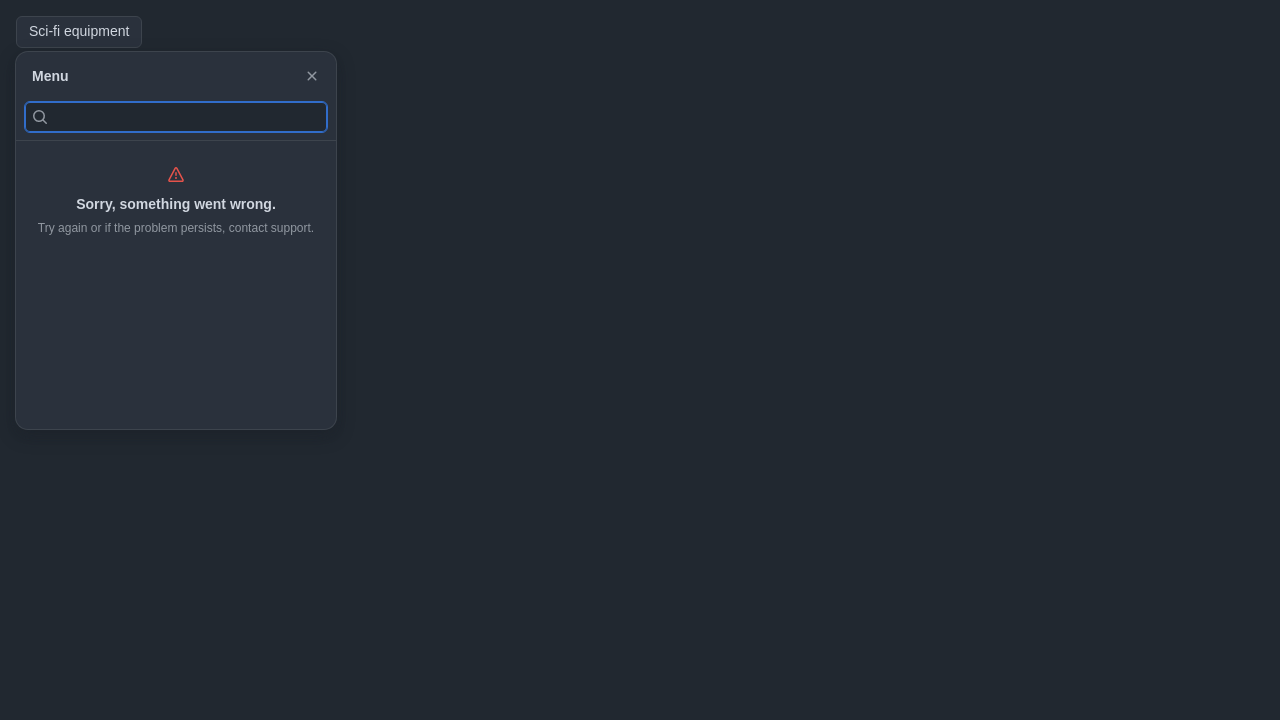 Sci-fi equipment
Menu
Sorry, something went wrong.
Try again or if the problem persists, contact support.